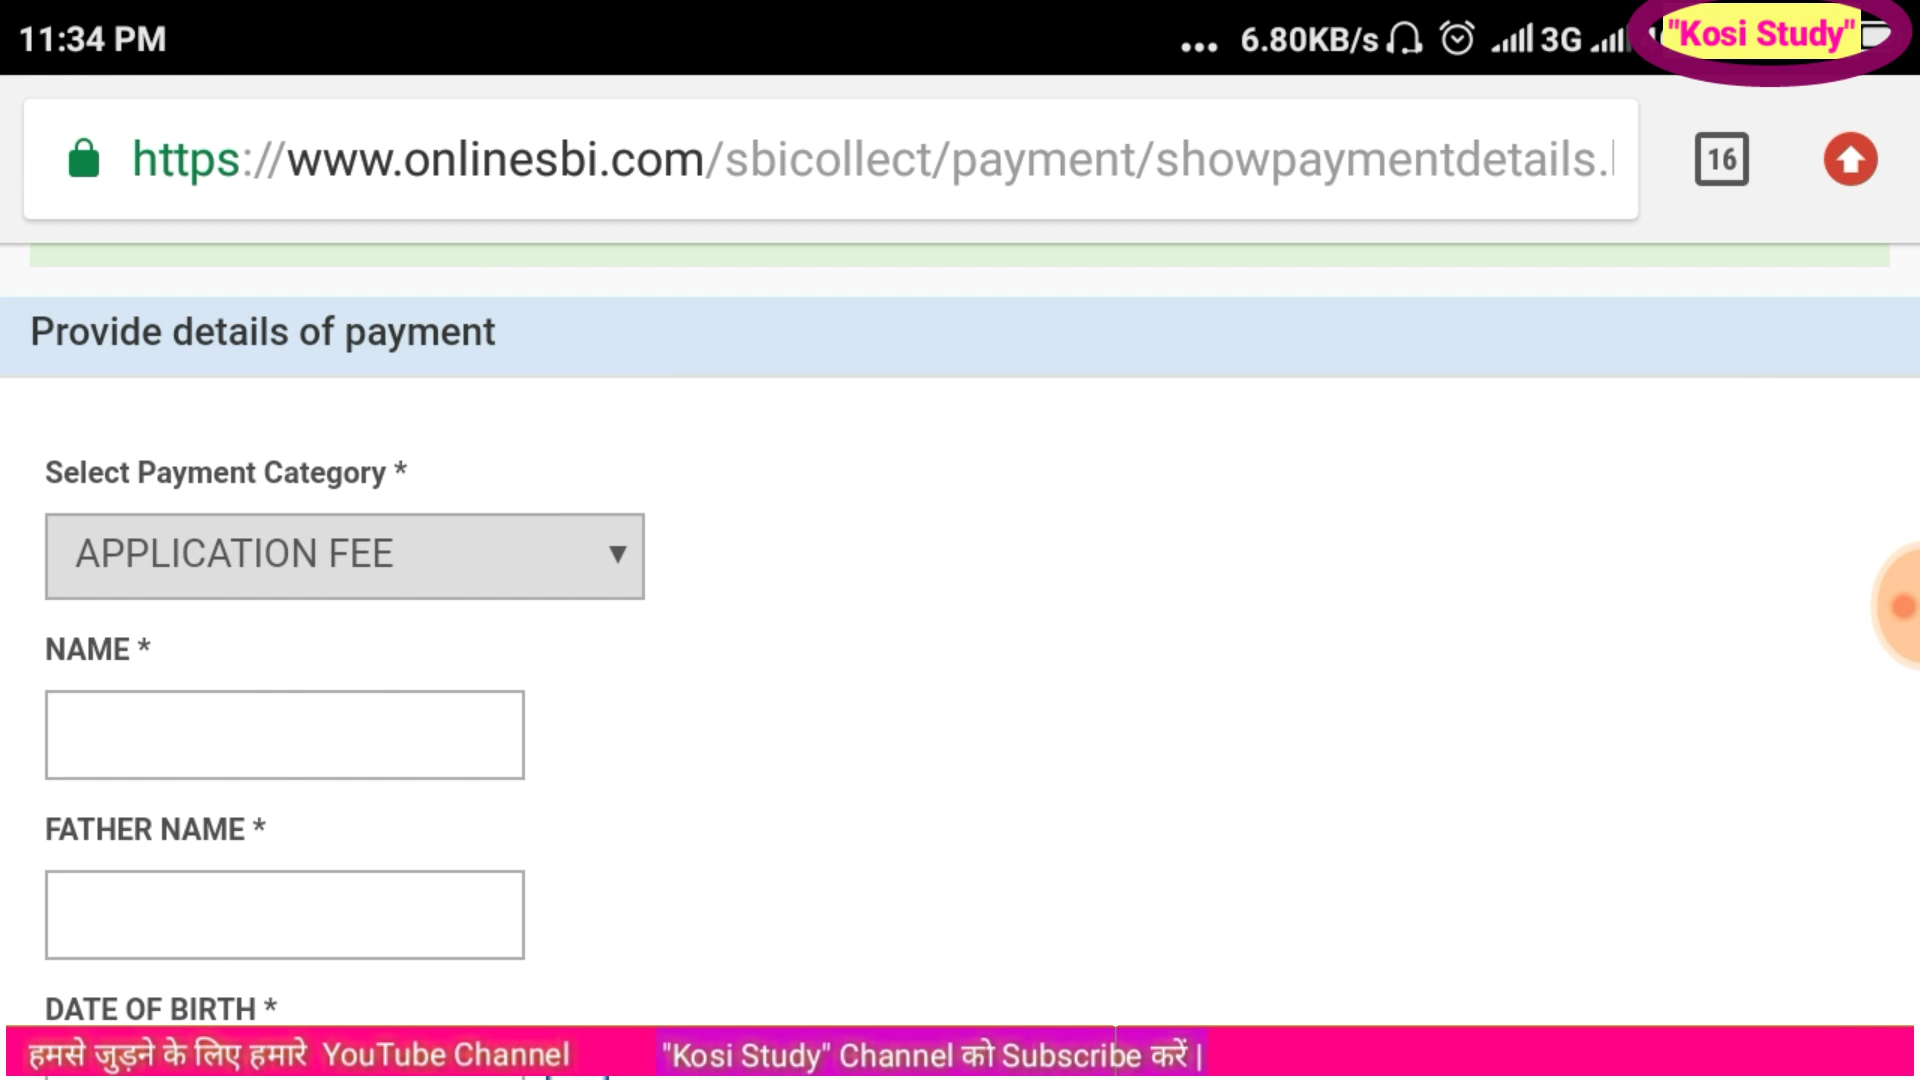 11:34 PM
... 6.80KB/s 3G "Kosi Study"
https://www.onlinesbi.com/sbicollect/payment/showpaymentdetails.
16
Provide details of payment
Select Payment Category *
APPLICATION FEE
NAME *
FATHER NAME *
DATE OF BIRTH *
हमसे जुड़ने के लिए हमारे YouTube Channel "Kosi Study" Channel को Subscribe करें |